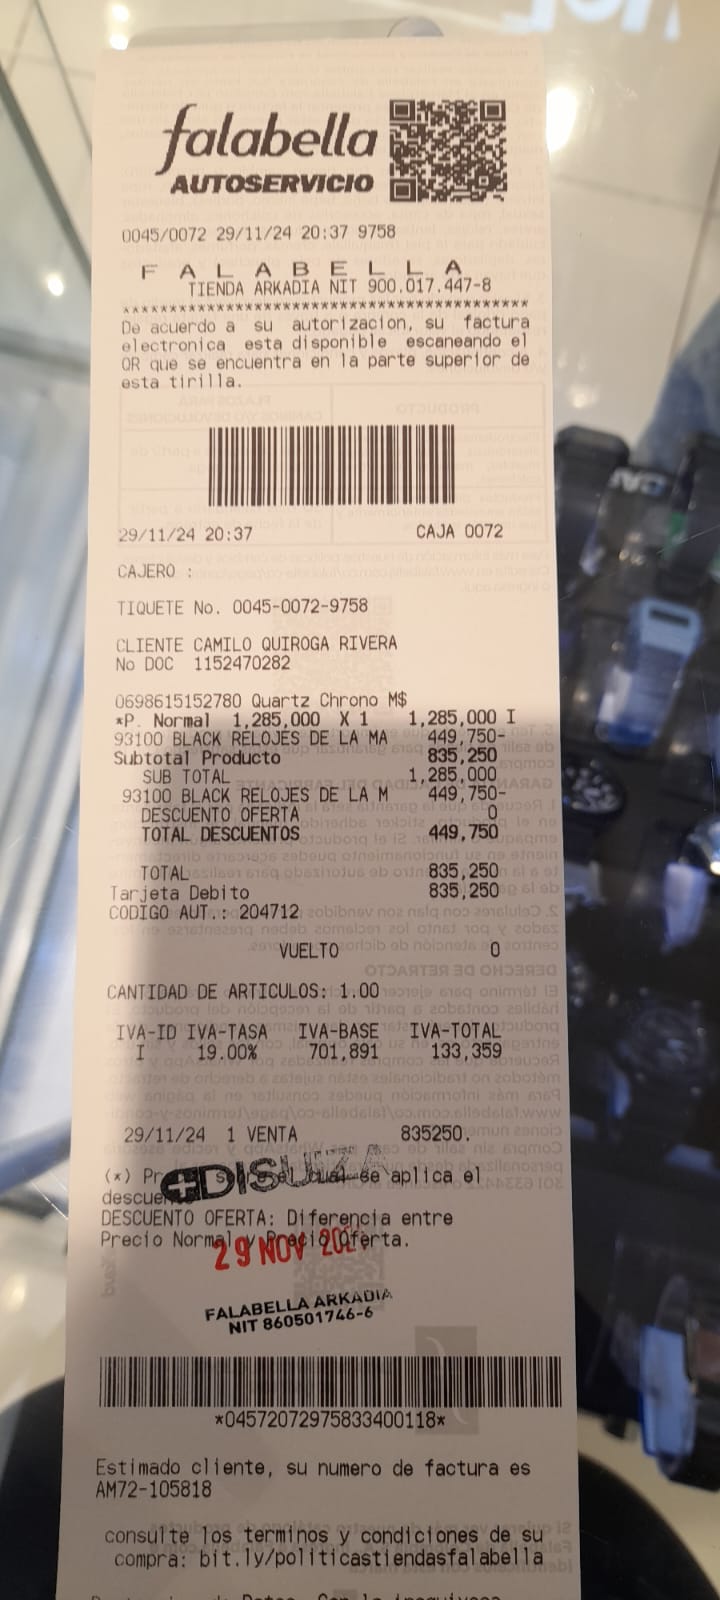 falabella
AUTOSERVICIO
0045/0072 29/11/24 20:37 9758
F A L A B E L L A
TIENDA ARKADIA NIT 900.017.447-8
*******************************************
De acuerdo a su autorizacion, su factura
electronica esta disponible escaneando el
QR que se encuentra en la parte superior de
esta tirilla.
29/11/24 20:37 CAJA 0072
CAJERO :
TIQUETE No. 0045-0072-9758
CLIENTE CAMILO QUIROGA RIVERA
No DOC 1152470282
0698615152780 Quartz Chrono M$
*P. Normal 1,285,000 X 1 1,285,000 I
93100 BLACK RELOJES DE LA MA 449,750-
Subtotal Producto 835,250
SUB TOTAL 1,285,000
93100 BLACK RELOJES DE LA M 449,750-
DESCUENTO OFERTA 0
TOTAL DESCUENTOS 449,750
TOTAL 835,250
Tarjeta Debito 835,250
CODIGO AUT.: 204712
VUELTO 0
CANTIDAD DE ARTICULOS: 1.00
IVA-ID IVA-TASA IVA-BASE IVA-TOTAL
I 19.00% 701,891 133,359
29/11/24 1 VENTA 835250.
DISUIZA
(*) Pr se aplica el
DESCUENTO OFERTA: Diferencia entre
Precio Normal y Precio Oferta.
29 NOV
FALABELLA ARKADIA
NIT 860501746-6
*04572072975833400118*
Estimado cliente, su numero de factura es
AM72-105818
consulte los terminos y condiciones de su
compra: bit.ly/politicastiendasfalabella